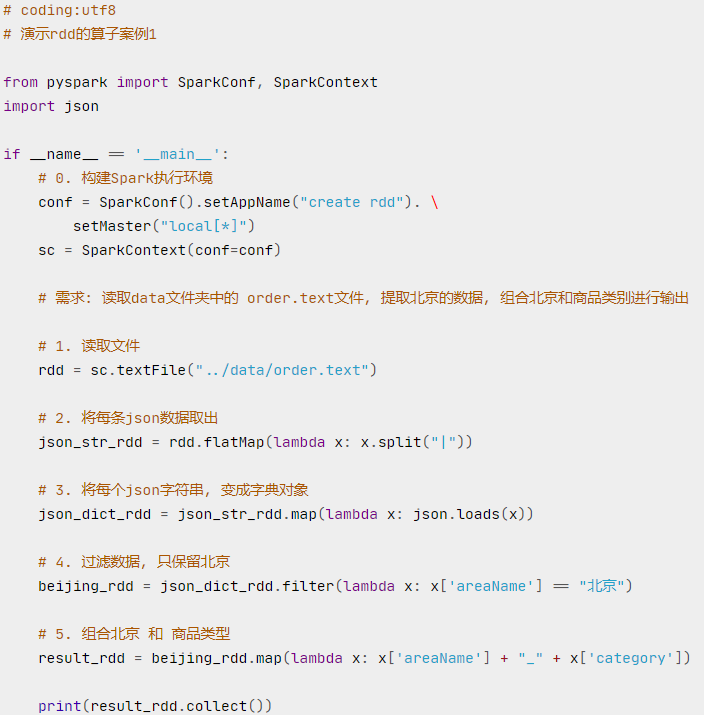 # coding:utf8
# 演示rdd的算子案例1

from pyspark import SparkConf, SparkContext
import json

if __name__ == '__main__':
    # 0. 构建Spark执行环境
    conf = SparkConf().setAppName("create rdd"). \
        setMaster("local[*]")
    sc = SparkContext(conf=conf)

    # 需求: 读取data文件夹中的 order.text文件, 提取北京的数据, 组合北京和商品类别进行输出

    # 1. 读取文件
    rdd = sc.textFile("../data/order.text")

    # 2. 将每条json数据取出
    json_str_rdd = rdd.flatMap(lambda x: x.split("|"))

    # 3. 将每个json字符串, 变成字典对象
    json_dict_rdd = json_str_rdd.map(lambda x: json.loads(x))

    # 4. 过滤数据, 只保留北京
    beijing_rdd = json_dict_rdd.filter(lambda x: x['areaName'] == "北京")

    # 5. 组合北京 和 商品类型
    result_rdd = beijing_rdd.map(lambda x: x['areaName'] + "_" + x['category'])

    print(result_rdd.collect())